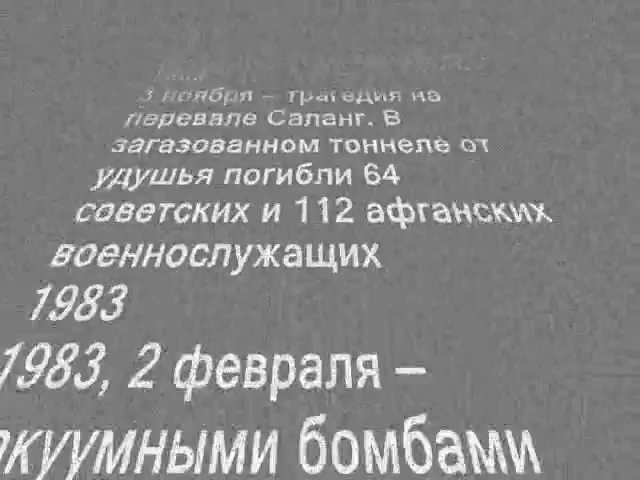 3 ноября – трагедия на
перевале Саланг. В
загазованном тоннеле от
удушья погибли 64
советских и 112 афганских
военнослужащих
1983
1983, 2 февраля –
куумными бомбами